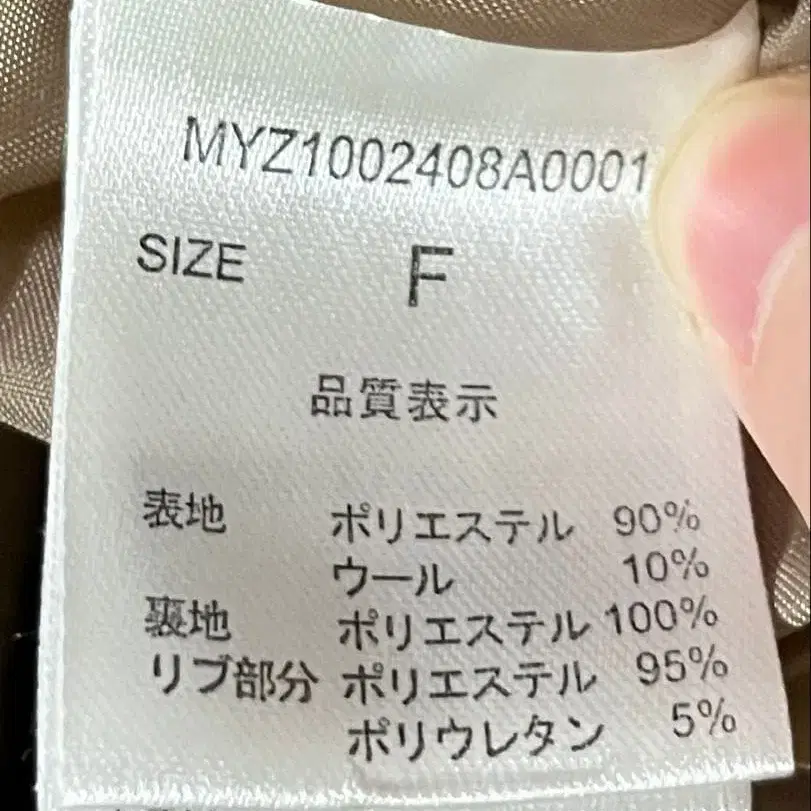 MYZ1002408A0001
SIZE F
品質表示
表地 ポリエステル 90%
ウール 10%
裏地 ポリエステル 100%
リブ部分 ポリエステル 95%
ポリウレタン 5%